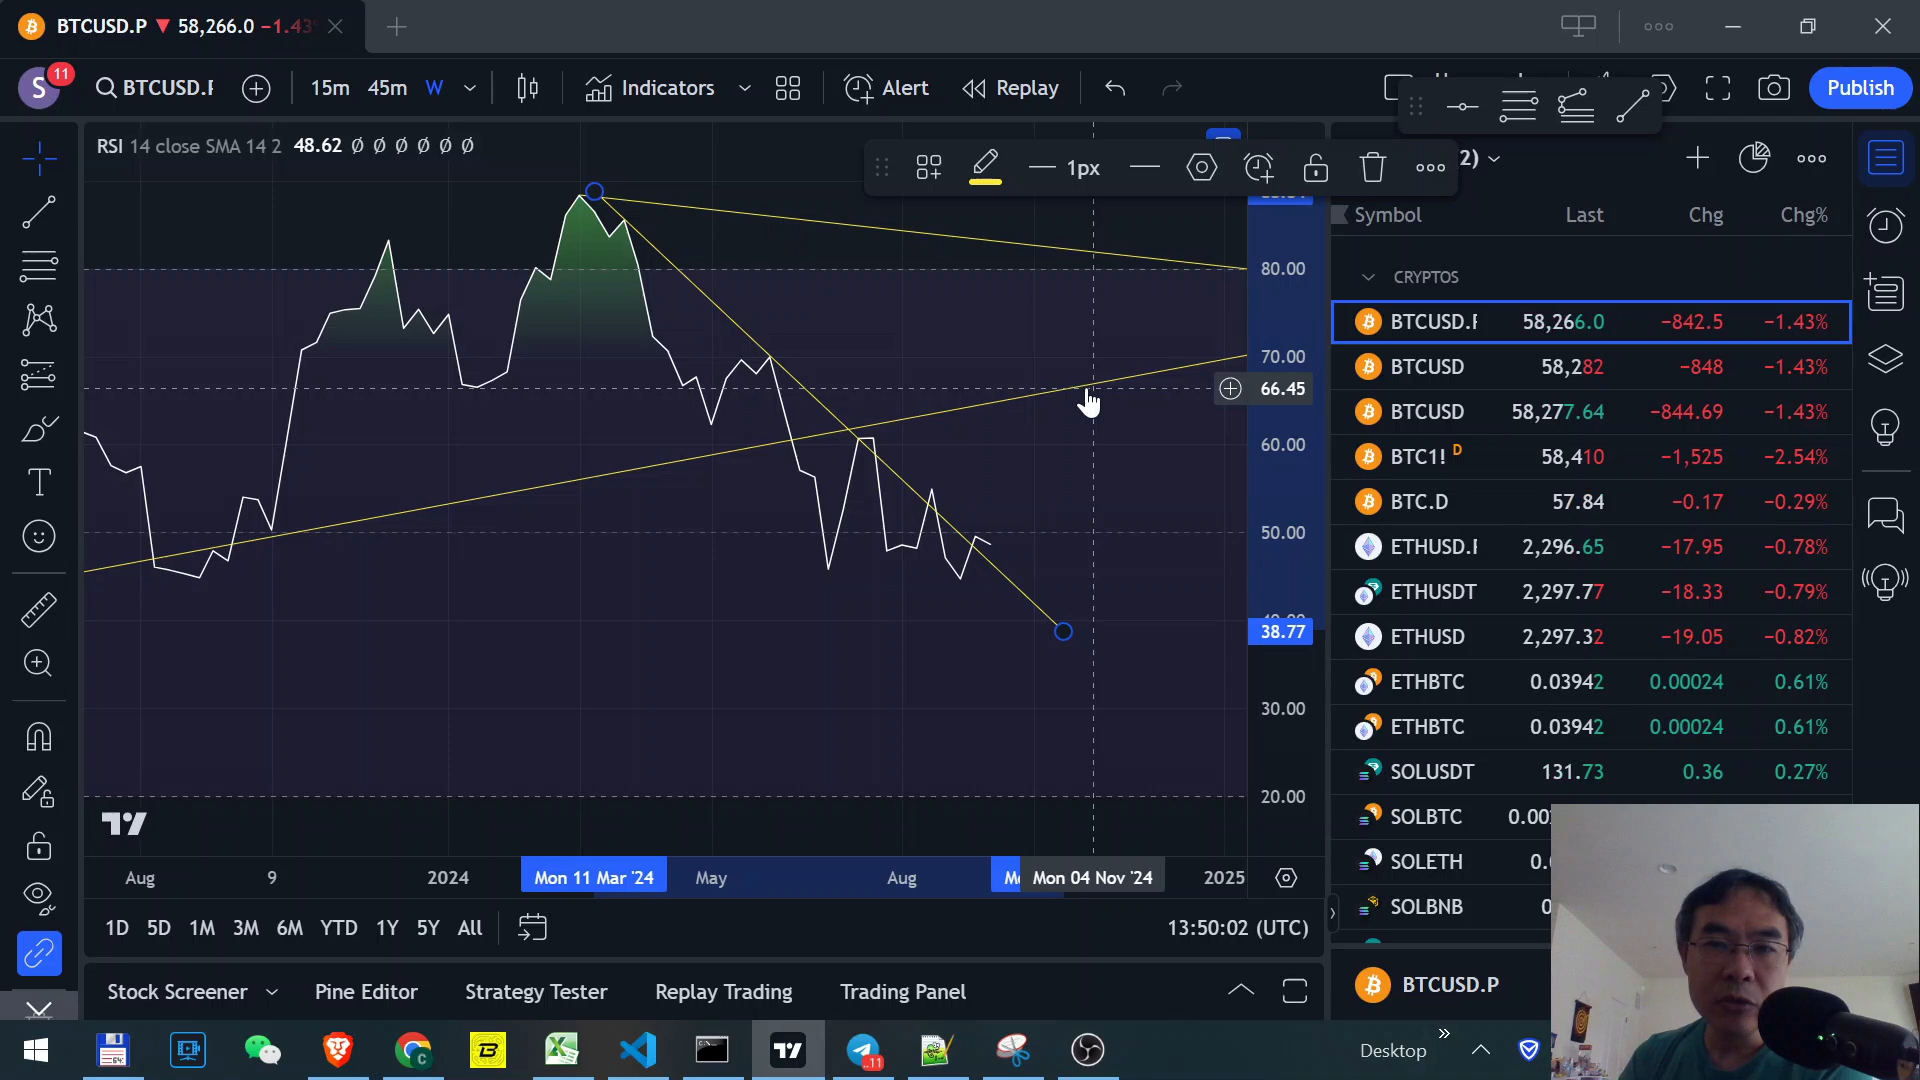 BTCUSD.P ▼ 58,266.0 −1.43
S 11 BTCUSD.P 15m 45m W Indicators Alert Replay Publish
RSI 14 close SMA 14 2 48.62 Ø Ø Ø Ø Ø Ø
1px
2)
Symbol Last Chg Chg%
CRYPTOS
BTCUSD.P 58,266.0 −842.5 −1.43%
BTCUSD 58,282 −848 −1.43%
BTCUSD 58,277.64 −844.69 −1.43%
BTC1! D 58,410 −1,525 −2.54%
BTC.D 57.84 −0.17 −0.29%
ETHUSD.P 2,296.65 −17.95 −0.78%
ETHUSDT 2,297.77 −18.33 −0.79%
ETHUSD 2,297.32 −19.05 −0.82%
ETHBTC 0.03942 0.00024 0.61%
ETHBTC 0.03942 0.00024 0.61%
SOLUSDT 131.73 0.36 0.27%
SOLBTC 0.00
SOLETH 0.
SOLBNB 0
BTCUSD.P
80.00
70.00
66.45
60.00
50.00
38.77
30.00
20.00
Aug 9 2024 Mon 11 Mar '24 May Aug Mon 04 Nov '24 2025
1D 5D 1M 3M 6M YTD 1Y 5Y All 13:50:02 (UTC)
Stock Screener Pine Editor Strategy Tester Replay Trading Trading Panel
64
11
Desktop